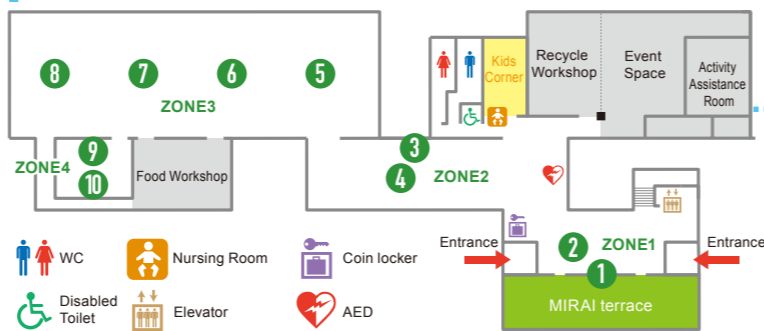 8
7
6
5
ZONE3
Kids
Corner
Recycle
Workshop
Event
Space
Activity
Assistance
Room
9
10
ZONE4
Food Workshop
3
4
ZONE2
2
ZONE1
1
Entrance
Entrance
MIRAI terrace
WC
Nursing Room
Coin locker
Disabled
Toilet
Elevator
AED